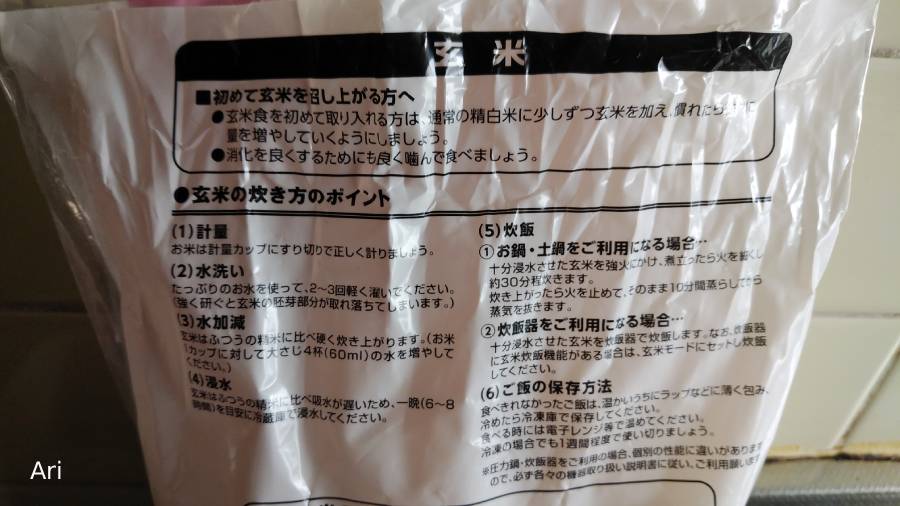 玄米
■初めて玄米を召し上がる方へ
●玄米食を初めて取り入れる方は、通常の精白米に少しずつ玄米を加え、慣れたら
量を増やしていくようにしましょう。
●消化を良くするためにも良く噛んで食べましょう。
●玄米の炊き方のポイント
(1)計量
お米は計量カップにすり切りで正しく計りましょう。
(2)水洗い
たっぷりのお水を使って、2〜3回軽く濯いでください。
(強く研ぐと玄米の胚芽部分が取れ落ちてしまいます。)
(3)水加減
玄米はふつうの精米に比べ硬く炊き上がります。(お米
1カップに対して大さじ4杯(60ml)の水を増やして
ください。)
(4)浸水
玄米はふつうの精米に比べ吸水が遅いため、一晩(6〜8
時間)を目安に冷蔵庫で浸水してください。
(5)炊飯
①お鍋・土鍋をご利用になる場合…
十分浸水させた玄米を強火にかけ、煮立ったら火を細くし
約30分程炊きます。
炊き上がったら火を止めて、そのまま10分間蒸らしてから
蒸気を抜きます。
②炊飯器をご利用になる場合…
十分浸水させた玄米を炊飯器で炊飯します。なお、炊飯器
に玄米炊飯機能がある場合は、玄米モードにセットし炊飯
してください。
(6)ご飯の保存方法
食べきれなかったご飯は、温かいうちにラップなどに薄く包み、
冷めたら冷凍庫で保存してください。
食べる時には電子レンジ等で温めてください。
冷凍の場合でも1週間程度で使い切りましょう。
※圧力鍋・炊飯器をご利用の場合、個別の性能に違いがあります
ので、必ず各々の機器取り扱い説明書に従い、ご利用願います
Ari